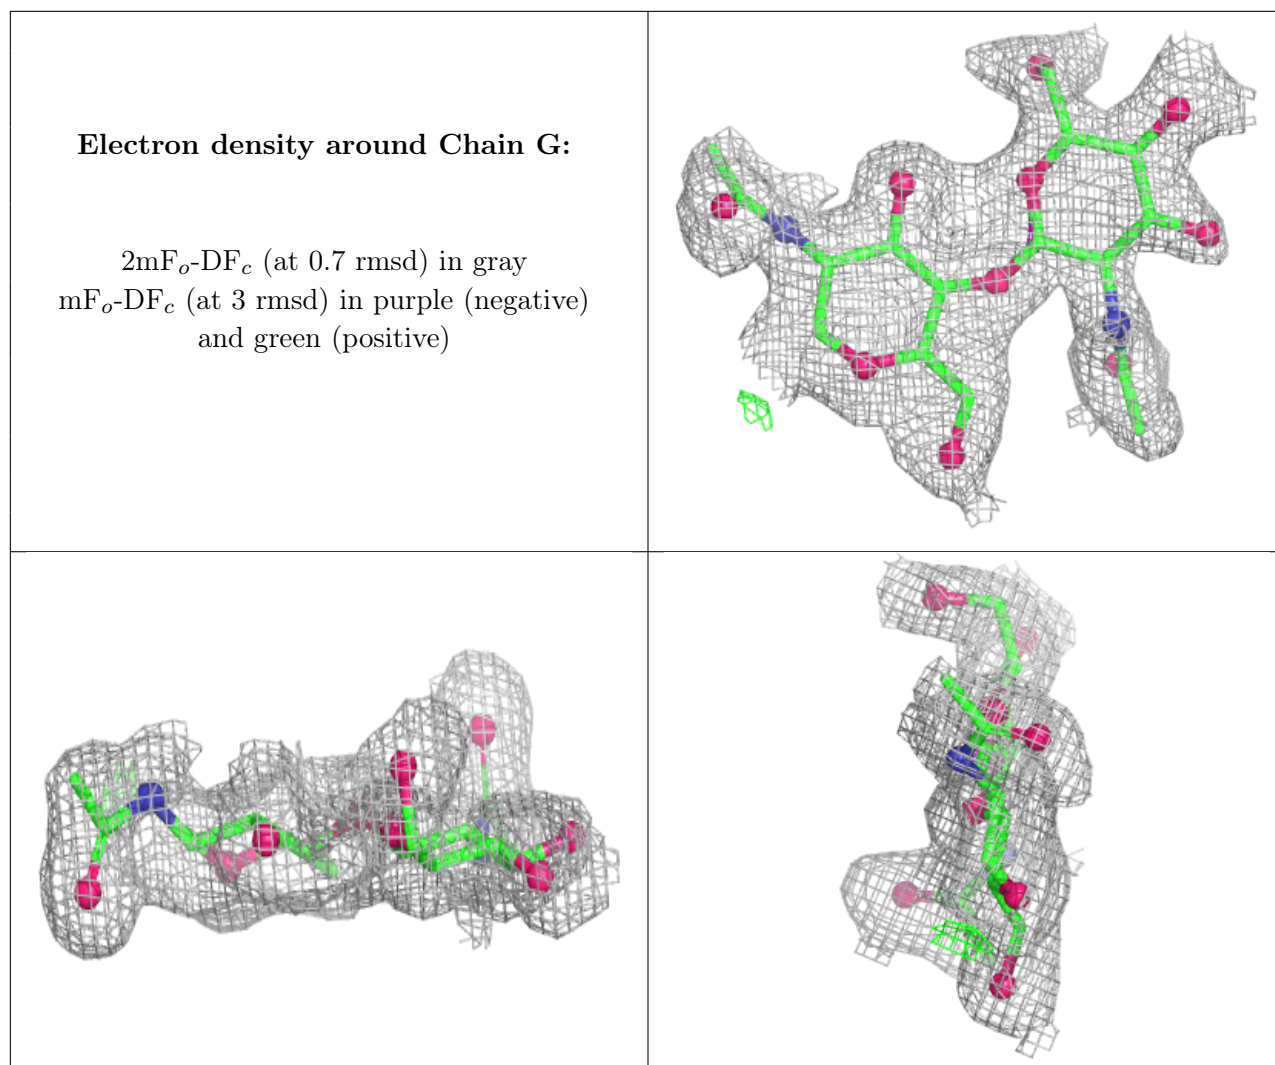 Electron density around Chain G:
2mFₒ-DF𝒸 (at 0.7 rmsd) in gray
mFₒ-DF𝒸 (at 3 rmsd) in purple (negative)
and green (positive)